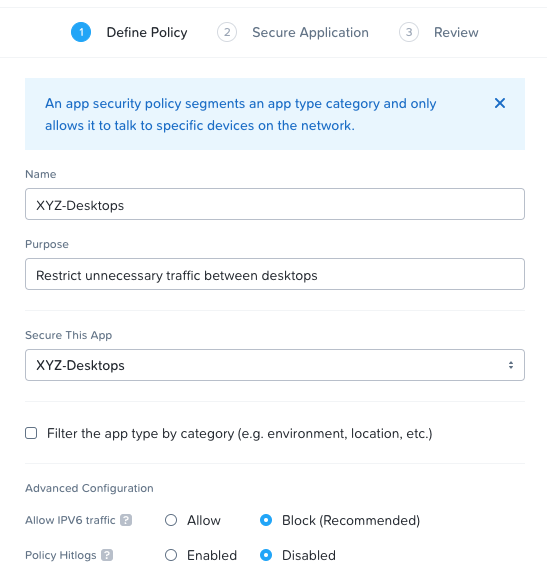 1 Define Policy 2 Secure Application 3 Review
An app security policy segments an app type category and only
allows it to talk to specific devices on the network.
Name
XYZ-Desktops
Purpose
Restrict unnecessary traffic between desktops
Secure This App
XYZ-Desktops
Filter the app type by category (e.g. environment, location, etc.)
Advanced Configuration
Allow IPV6 traffic ? Allow Block (Recommended)
Policy Hitlogs ? Enabled Disabled